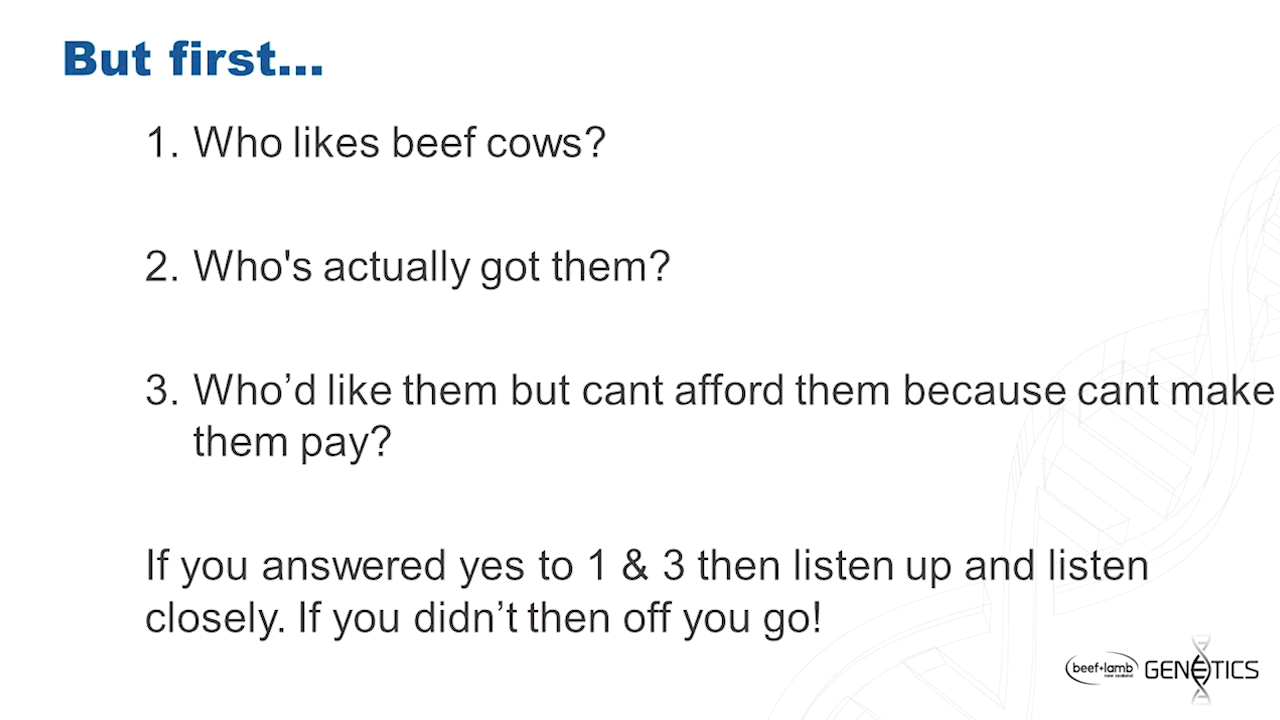 But first...
1. Who likes beef cows?
2. Who's actually got them?
3. Who’d like them but cant afford them because cant make
them pay?
If you answered yes to 1 & 3 then listen up and listen
closely. If you didn’t then off you go!
beef+lamb
new zealand
GENETICS